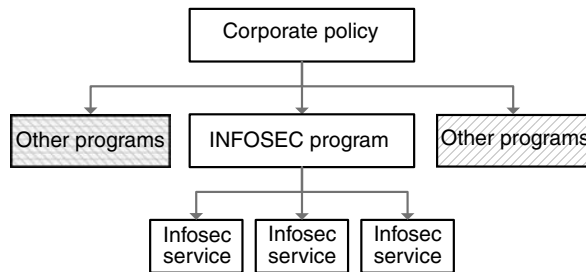 Corporate policy
Other programs
INFOSEC program
Other programs
Infosec
service
Infosec
service
Infosec
service